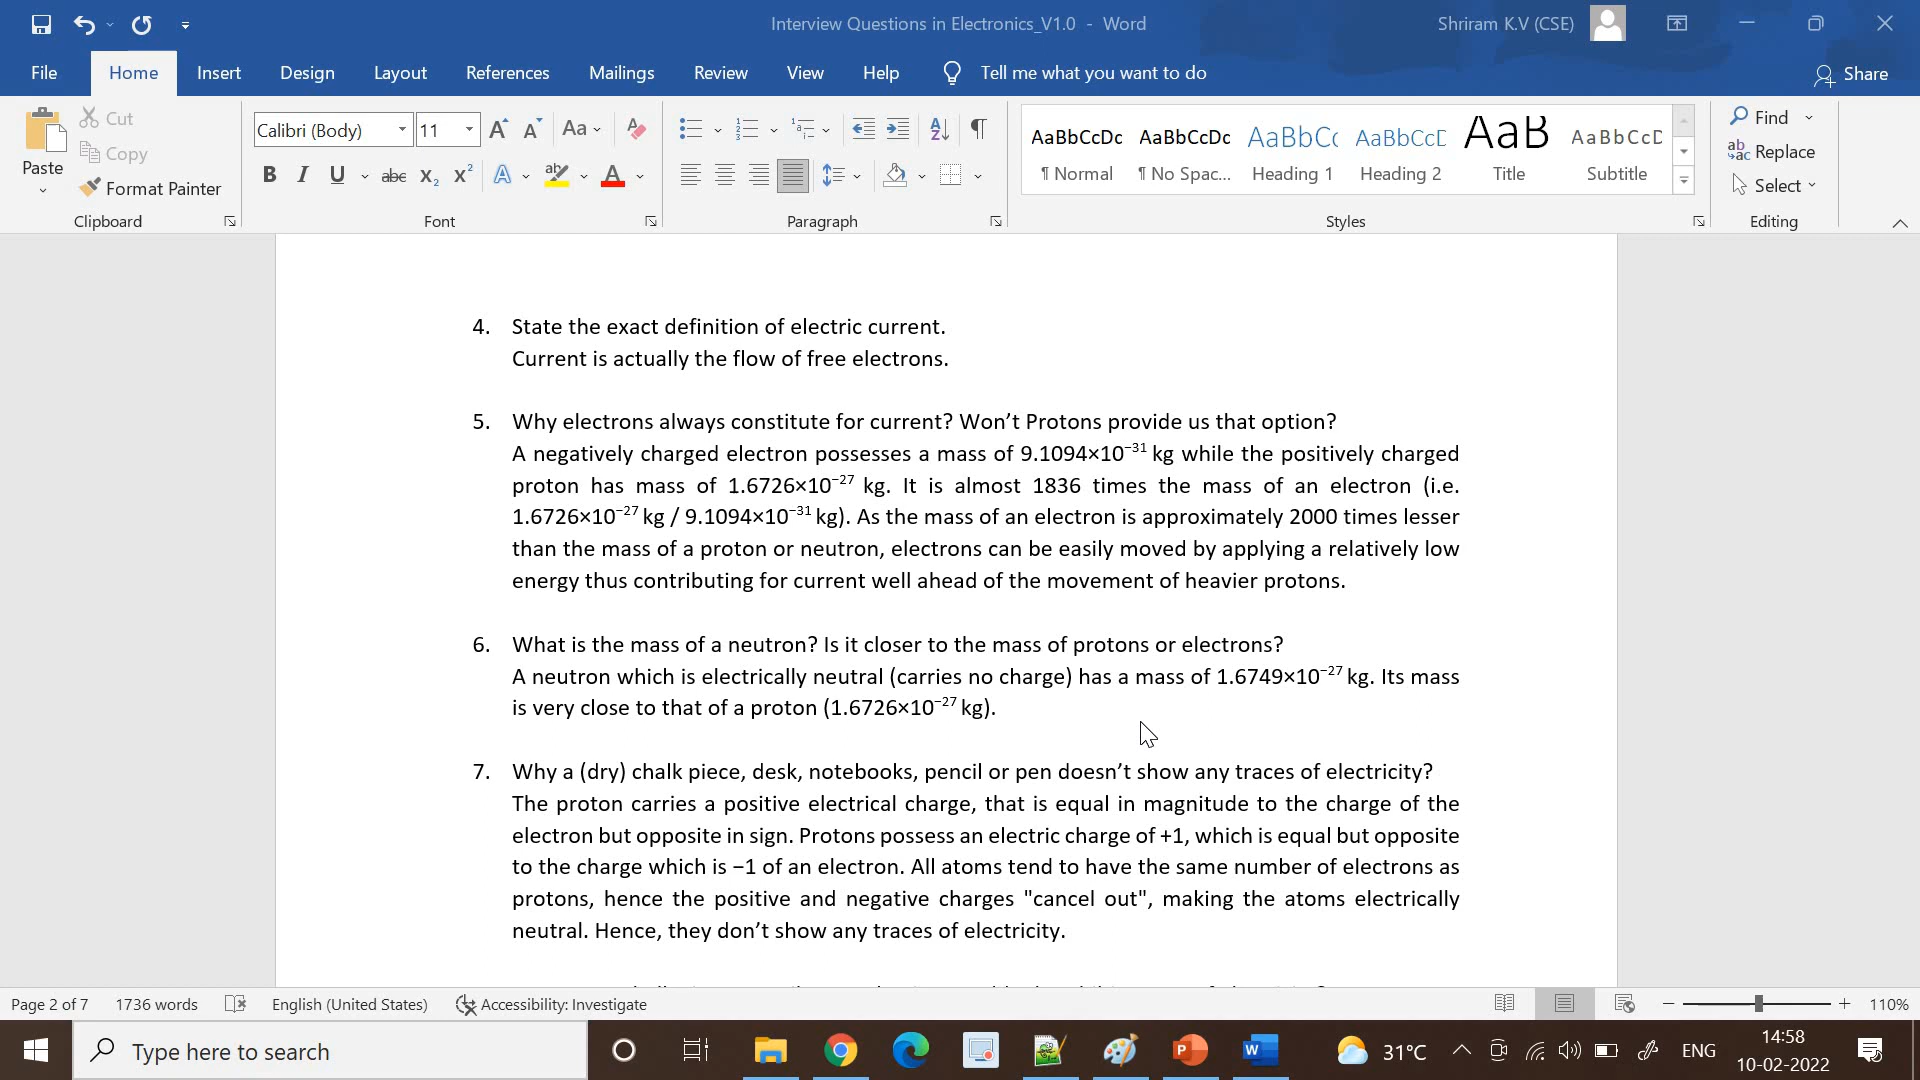 Interview Questions in Electronics_V1.0 - Word
Shriram K.V (CSE)
File Home Insert Design Layout References Mailings Review View Help Tell me what you want to do Share
Paste
Cut
Copy
Format Painter
Clipboard
Calibri (Body) 11
Font
Paragraph
AaBbCcDc AaBbCcDc AaBbCc AaBbCcD AaB AaBbCcD
¶ Normal ¶ No Spac... Heading 1 Heading 2 Title Subtitle
Styles
Find
Replace
Select
Editing
4. State the exact definition of electric current.
Current is actually the flow of free electrons.
5. Why electrons always constitute for current? Won’t Protons provide us that option?
A negatively charged electron possesses a mass of 9.1094×10⁻³¹ kg while the positively charged
proton has mass of 1.6726×10⁻²⁷ kg. It is almost 1836 times the mass of an electron (i.e.
1.6726×10⁻²⁷ kg / 9.1094×10⁻³¹ kg). As the mass of an electron is approximately 2000 times lesser
than the mass of a proton or neutron, electrons can be easily moved by applying a relatively low
energy thus contributing for current well ahead of the movement of heavier protons.
6. What is the mass of a neutron? Is it closer to the mass of protons or electrons?
A neutron which is electrically neutral (carries no charge) has a mass of 1.6749×10⁻²⁷ kg. Its mass
is very close to that of a proton (1.6726×10⁻²⁷ kg).
7. Why a (dry) chalk piece, desk, notebooks, pencil or pen doesn’t show any traces of electricity?
The proton carries a positive electrical charge, that is equal in magnitude to the charge of the
electron but opposite in sign. Protons possess an electric charge of +1, which is equal but opposite
to the charge which is −1 of an electron. All atoms tend to have the same number of electrons as
protons, hence the positive and negative charges "cancel out", making the atoms electrically
neutral. Hence, they don’t show any traces of electricity.
Page 2 of 7 1736 words English (United States) Accessibility: Investigate 110%
Type here to search
31°C ENG
14:58
10-02-2022